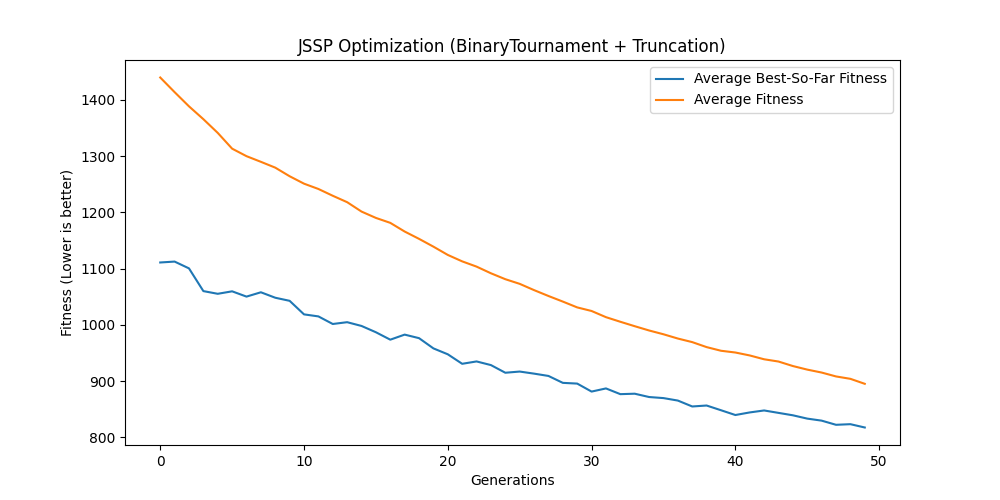 JSSP Optimization (BinaryTournament + Truncation)
Average Best-So-Far Fitness
Average Fitness
Fitness (Lower is better)
1400
1300
1200
1100
1000
900
800
0 10 20 30 40 50
Generations